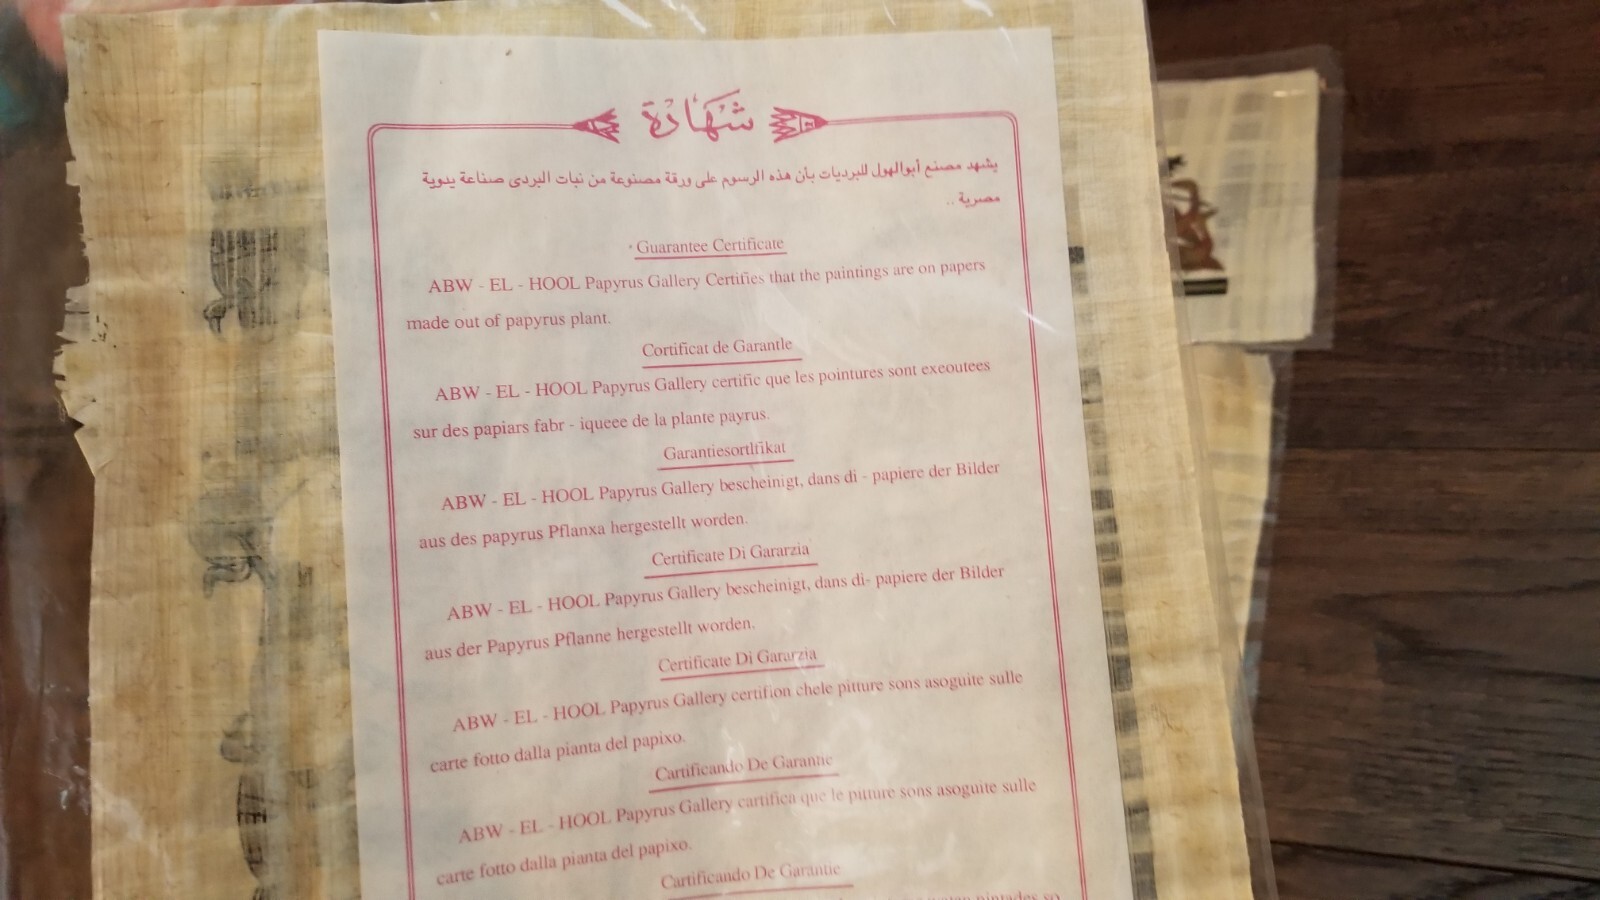 شهادة
يشهد مصنع أبوالهول للبرديات بأن هذه الرسوم على ورقة مصنوعة من نبات البردى صناعة يدوية
مصرية ..
Guarantee Certificate
ABW - EL - HOOL Papyrus Gallery Certifies that the paintings are on papers
made out of papyrus plant.
Cortificat de Garantle
ABW - EL - HOOL Papyrus Gallery certific que les pointures sont exeoutees
sur des papiars fabr - iqueee de la plante payrus.
Garantiesortlfikat
ABW - EL - HOOL Papyrus Gallery bescheinigt, dans di - papiere der Bilder
aus des papyrus Pflanxa hergestellt worden.
Certificate Di Gararzia
ABW - EL - HOOL Papyrus Gallery bescheinigt, dans di- papiere der Bilder
aus der Papyrus Pflanne hergestellt worden.
Certificate Di Gararzia
ABW - EL - HOOL Papyrus Gallery certifion chele pitture sons asoguite sulle
carte fotto dalla pianta del papixo.
Cartificando De Garantie
ABW - EL - HOOL Papyrus Gallery cartifica que le pitture sons asoguite sulle
carte fotto dalla pianta del papixo.
Cartificando De Garantie
pintades so